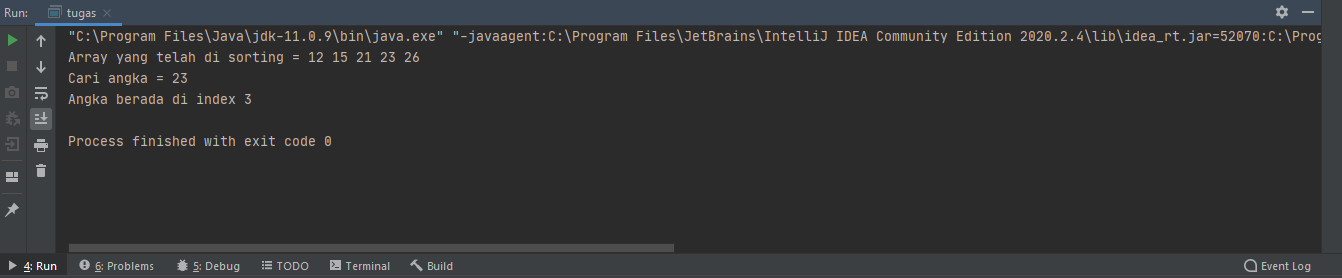 Run: tugas
"C:\Program Files\Java\jdk-11.0.9\bin\java.exe" "-javaagent:C:\Program Files\JetBrains\IntelliJ IDEA Community Edition 2020.2.4\lib\idea_rt.jar=52070:C:\Prog
Array yang telah di sorting = 12 15 21 23 26
Cari angka = 23
Angka berada di index 3
Process finished with exit code 0
4: Run 6: Problems 5: Debug TODO Terminal Build Event Log